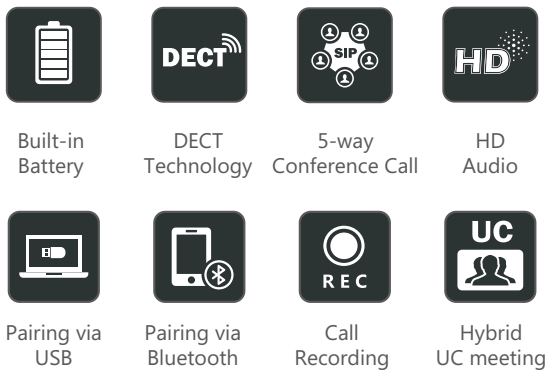 DECT
SIP
HD
Built-in
Battery
DECT
Technology
5-way
Conference Call
HD
Audio
REC
UC
Pairing via
USB
Pairing via
Bluetooth
Call
Recording
Hybrid
UC meeting